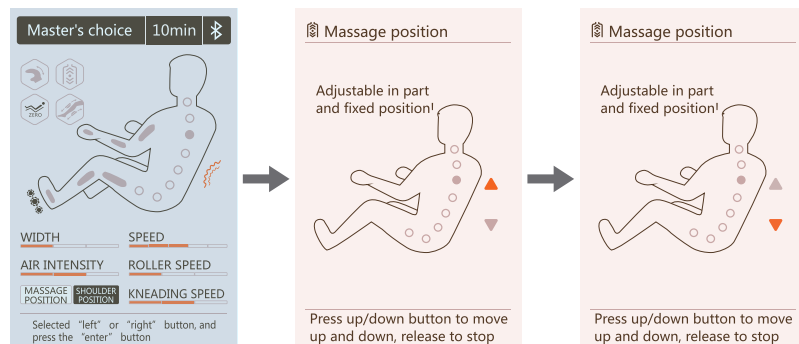 Master's choice 10min
ZERO
WIDTH SPEED
AIR INTENSITY ROLLER SPEED
MASSAGE POSITION SHOULDER POSITION KNEADING SPEED
Selected "left" or "right" button, and
press the "enter" button
Massage position
Adjustable in part
and fixed position!
Press up/down button to move
up and down, release to stop
Massage position
Adjustable in part
and fixed position!
Press up/down button to move
up and down, release to stop